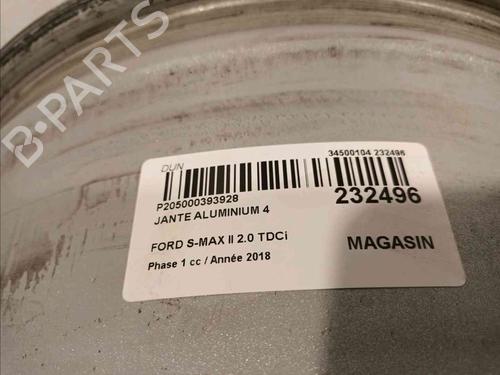 B-PARTS
DUN
34500104 232496
P205000393928
JANTE ALUMINIUM 4
232496
FORD S-MAX II 2.0 TDCi
MAGASIN
Phase 1 cc / Année 2018